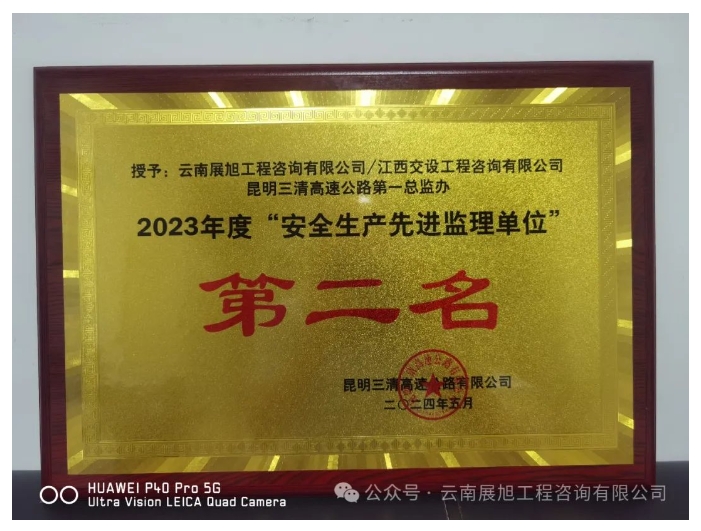 授予：云南展旭工程咨询有限公司/江西交设工程咨询有限公司
昆明三清高速公路第一总监办
2023年度“安全生产先进监理单位”
第二名
昆明三清高速公路有限公司
二〇二四年五月
HUAWEI P40 Pro 5G
Ultra Vision LEICA Quad Camera
公众号·云南展旭工程咨询有限公司